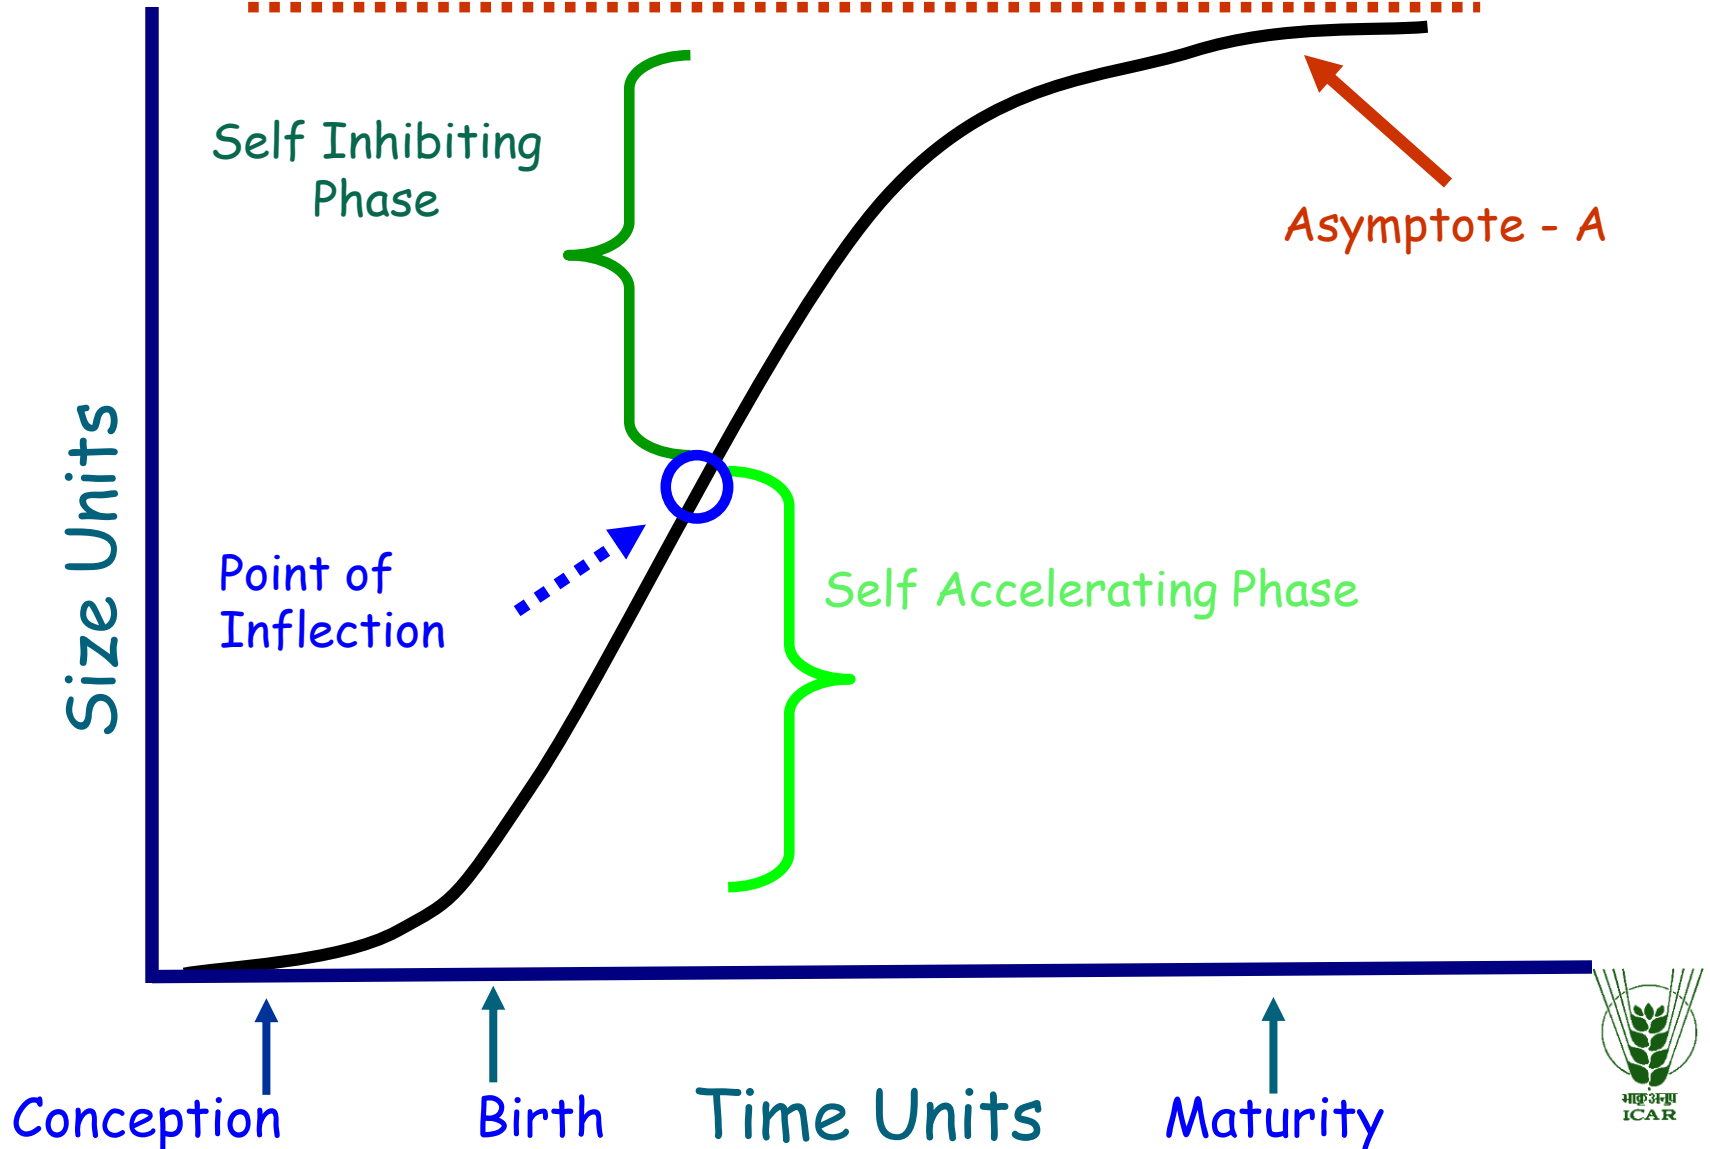 Self Inhibiting
Phase
Asymptote - A
Size Units
Point of
Inflection
Self Accelerating Phase
Conception
Birth
Time Units
Maturity
भाकृअनुप
ICAR